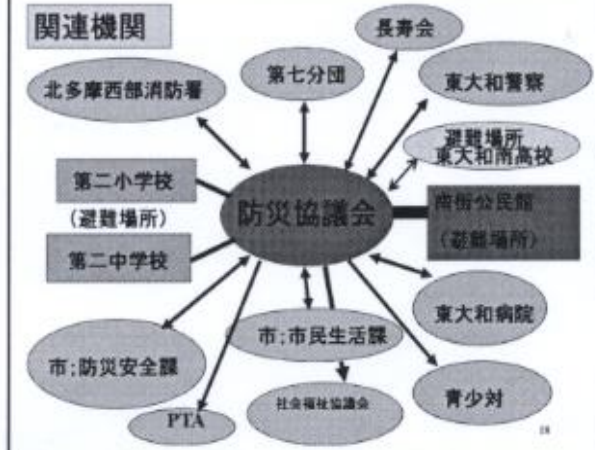 関連機関
長寿会
第七分団
北多摩西部消防署
東大和警察
避難場所
東大和南高校
第二小学校
(避難場所)
第二中学校
防災協議会
南街公民館
(避難場所)
東大和病院
市;市民生活課
市;防災安全課
社会福祉協議会
青少対
PTA
18